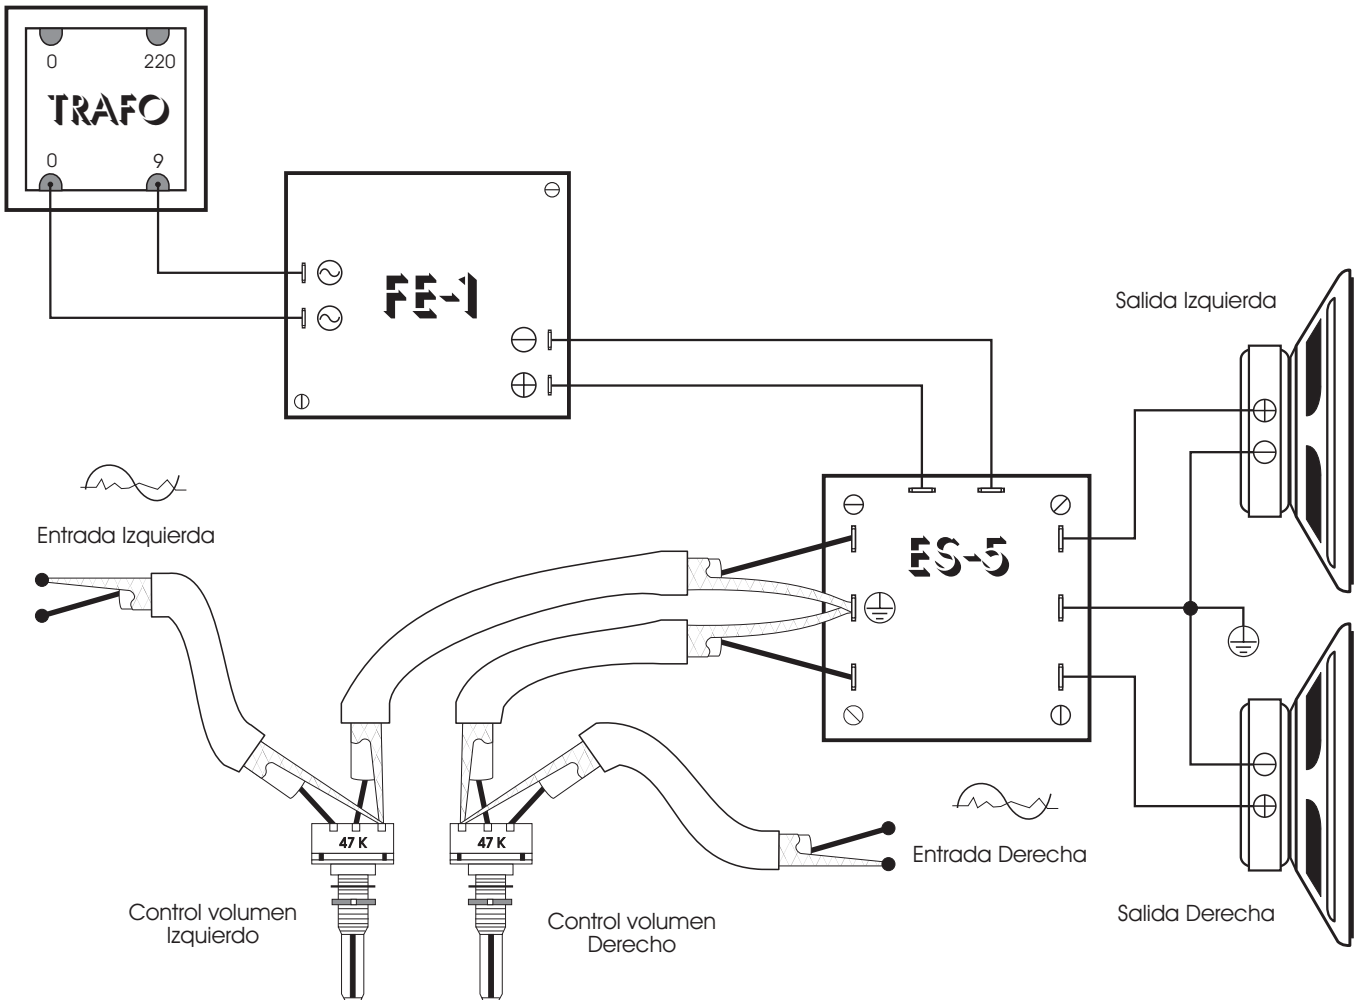 0 220
TRAFO
0 9
FE-1
Salida Izquierda
Entrada Izquierda
ES-5
47 K
47 K
Entrada Derecha
Control volumen
Izquierdo
Control volumen
Derecho
Salida Derecha